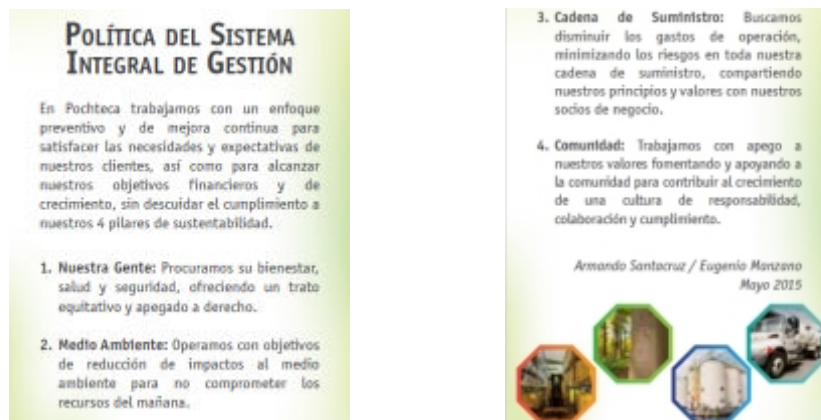 POLÍTICA DEL SISTEMA
INTEGRAL DE GESTIÓN
En Pochteca trabajamos con un enfoque
preventivo y de mejora continua para
satisfacer las necesidades y expectativas de
nuestros clientes, así como para alcanzar
nuestros objetivos financieros y de
crecimiento, sin descuidar el cumplimiento a
nuestros 4 pilares de sustentabilidad.
1. Nuestra Gente: Procuramos su bienestar,
salud y seguridad, ofreciendo un trato
equitativo y apegado a derecho.
2. Medio Ambiente: Operamos con objetivos
de reducción de impactos al medio
ambiente para no comprometer los
recursos del mañana.
3. Cadena de Suministro: Buscamos
disminuir los gastos de operación,
minimizando los riesgos en toda nuestra
cadena de suministro, compartiendo
nuestros principios y valores con nuestros
socios de negocio.
4. Comunidad: Trabajamos con apego a
nuestros valores fomentando y apoyando a
la comunidad para contribuir al crecimiento
de una cultura de responsabilidad,
colaboración y cumplimiento.
Armando Santacruz / Eugenio Manzano
Mayo 2015